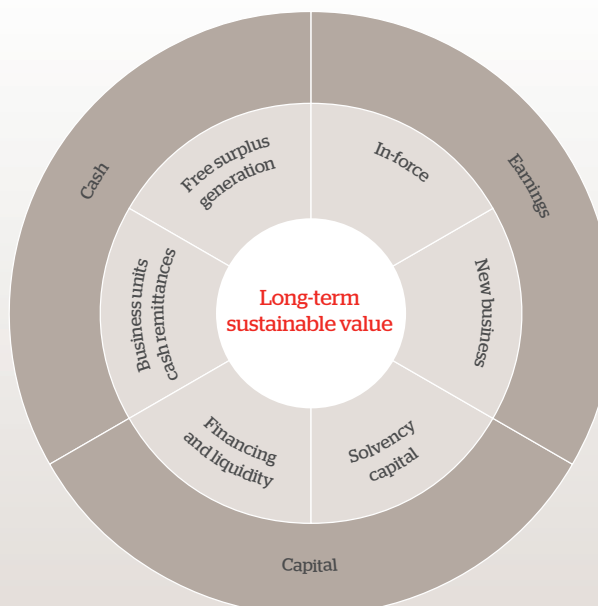 Cash
Earnings
Capital
Free surplus
generation
In-force
New business
Solvency
capital
Financing
and liquidity
Business units
cash remittances
Long-term
sustainable value